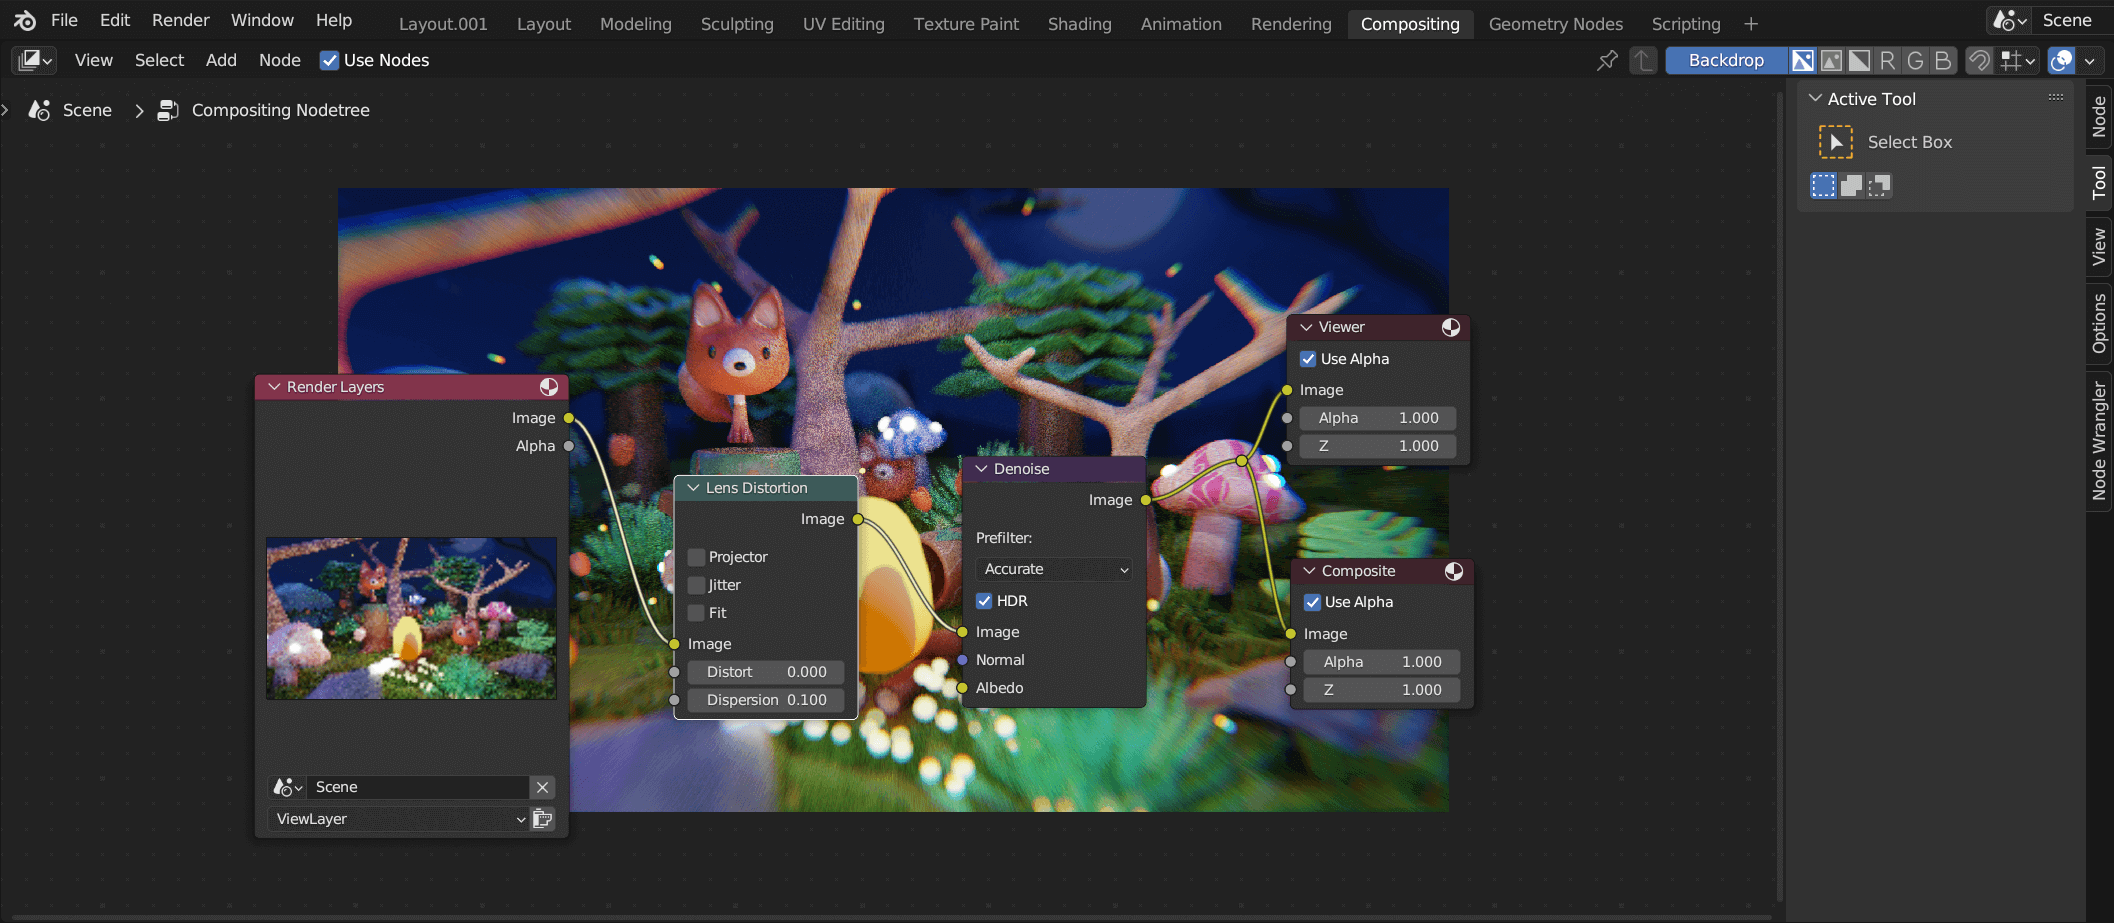 File Edit Render Window Help Layout.001 Layout Modeling Sculpting UV Editing Texture Paint Shading Animation Rendering Compositing Geometry Nodes Scripting + Scene
View Select Add Node Use Nodes Backdrop R G B
Scene > Compositing Nodetree
Active Tool
Select Box
Node
Tool
View
Options
Node Wrangler
Render Layers
Image
Alpha
Scene
ViewLayer
Lens Distortion
Image
Projector
Jitter
Fit
Image
Distort 0.000
Dispersion 0.100
Denoise
Image
Prefilter:
Accurate
HDR
Image
Normal
Albedo
Viewer
Use Alpha
Image
Alpha 1.000
Z 1.000
Composite
Use Alpha
Image
Alpha 1.000
Z 1.000